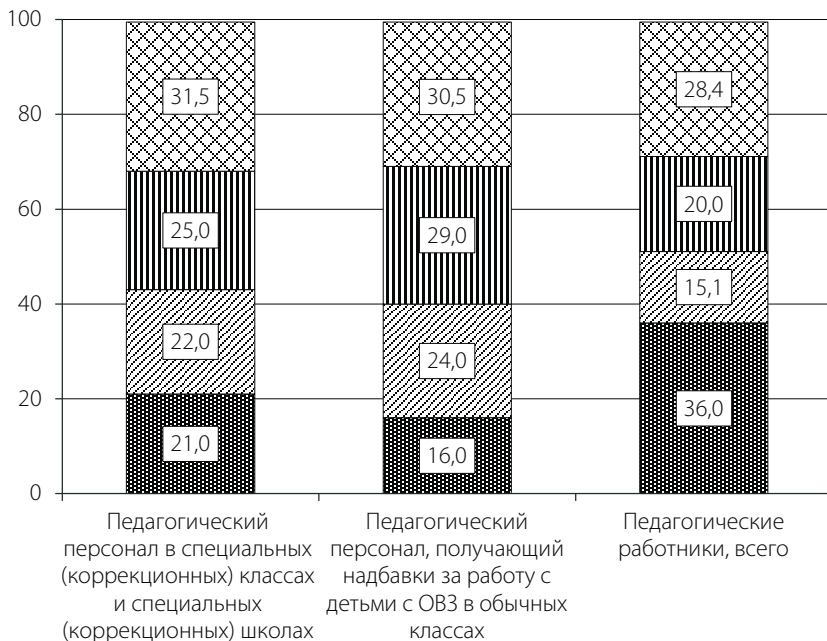 100
80
60
40
20
0
31,5
25,0
22,0
21,0
30,5
29,0
24,0
16,0
28,4
20,0
15,1
36,0
Педагогический
персонал в специальных
(коррекционных) классах
и специальных
(коррекционных) школах
Педагогический
персонал, получающий
надбавки за работу с
детьми с ОВЗ в обычных
классах
Педагогические
работники, всего